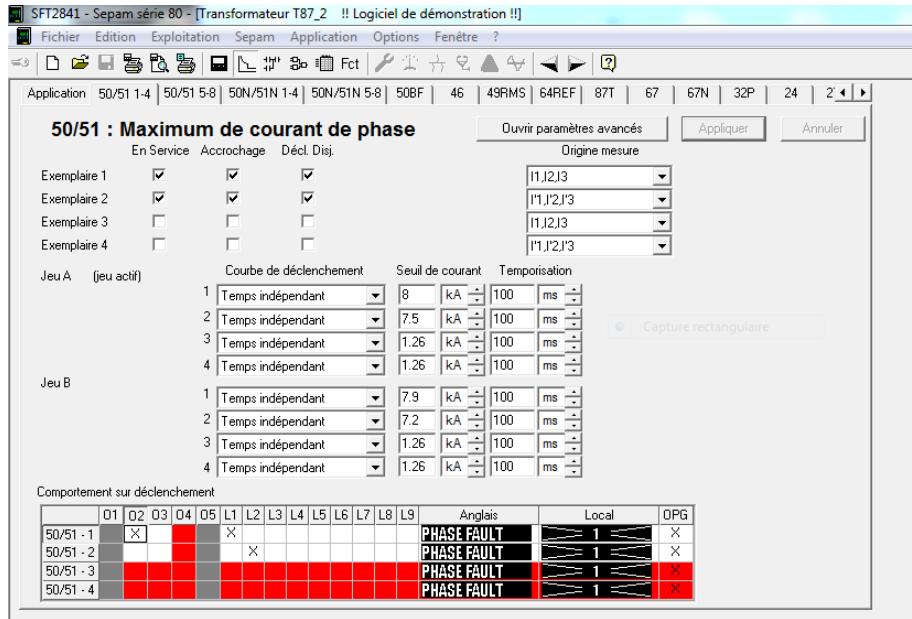 SFT2841 - Sepam série 80 - [Transformateur T87_2 !! Logiciel de démonstration !!]
Fichier Edition Exploitation Sepam Application Options Fenêtre ?
Fct
Application 50/51 1-4 50/51 5-8 50N/51N 1-4 50N/51N 5-8 50BF 46 49RMS 64REF 87T 67 67N 32P 24
50/51 : Maximum de courant de phase Ouvrir paramètres avancés Appliquer Annuler
En Service Accrochage Décl. Disj. Origine mesure
Exemplaire 1 I1,I2,I3
Exemplaire 2 I'1,I'2,I'3
Exemplaire 3 I1,I2,I3
Exemplaire 4 I'1,I'2,I'3
Jeu A (jeu actif) Courbe de déclenchement Seuil de courant Temporisation
1 Temps indépendant 8 kA 100 ms
2 Temps indépendant 7.5 kA 100 ms
Capture rectangulaire
3 Temps indépendant 1.26 kA 100 ms
4 Temps indépendant 1.26 kA 100 ms
Jeu B
1 Temps indépendant 7.9 kA 100 ms
2 Temps indépendant 7.2 kA 100 ms
3 Temps indépendant 1.26 kA 100 ms
4 Temps indépendant 1.26 kA 100 ms
Comportement sur déclenchement
O1 O2 O3 O4 O5 L1 L2 L3 L4 L5 L6 L7 L8 L9 Anglais Local OPG
50/51 - 1 X X PHASE FAULT 1 X
50/51 - 2 X PHASE FAULT 1 X
50/51 - 3 PHASE FAULT 1 X
50/51 - 4 PHASE FAULT 1 X